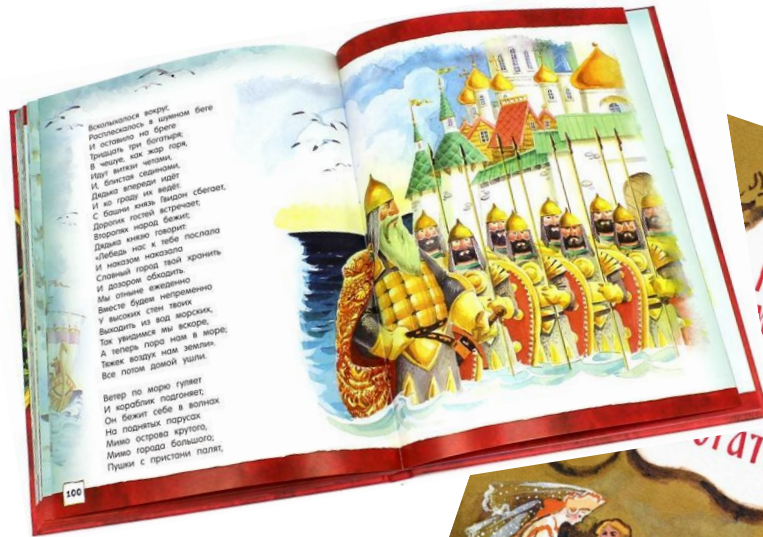 Всколыхалося вокруг,
Расплескалось в шумном беге
И оставило на бреге
Тридцать три богатыря;
В чешуе, как жар горя,
Идут витязи четами,
И, блистая сединами,
Дядька впереди идёт
И ко граду их ведёт.
С башни князь Гвидон сбегает,
Дорогих гостей встречает;
Второпях народ бежит;
Дядька князю говорит:
«Лебедь нас к тебе послала
И наказом наказала
Славный город твой хранить
И дозором обходить.
Мы отныне ежеденно
Вместе будем непременно
У высоких стен твоих
Выходить из вод морских,
Так увидимся мы вскоре,
А теперь пора нам в море;
Тяжек воздух нам земли».
Все потом домой ушли.
Ветер по морю гуляет
И кораблик подгоняет;
Он бежит себе в волнах
На поднятых парусах
Мимо острова крутого,
Мимо города большого;
Пушки с пристани палят,
100